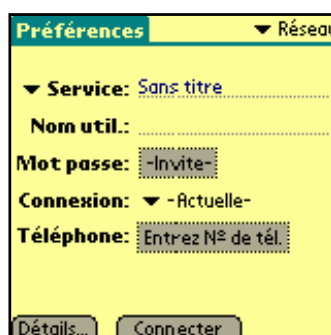 Préférences ▼ Réseau
▼ Service: Sans titre
Nom util.:
Mot passe: -Invite-
Connexion: ▼ -Actuelle-
Téléphone: Entrez Nº de tél.
Détails... Connecter